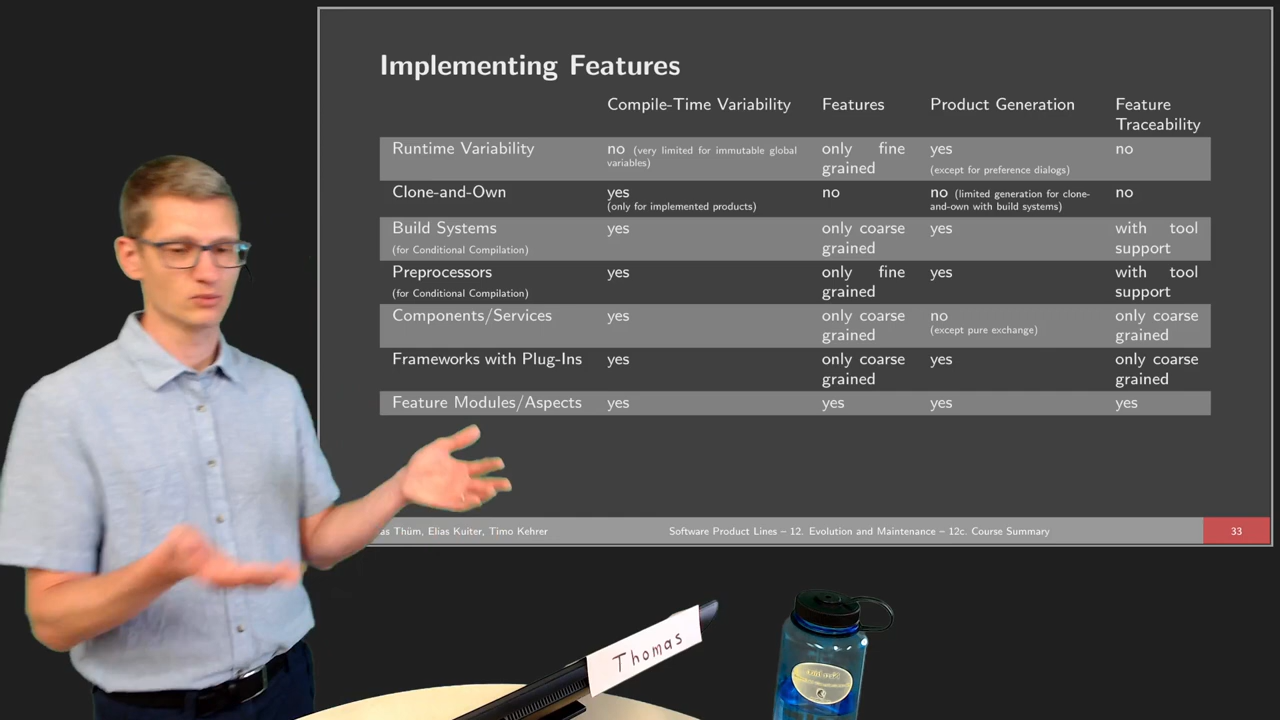 Implementing Features
Compile-Time Variability Features Product Generation Feature
Traceability
Runtime Variability no (very limited for immutable global only fine yes no
variables) grained (except for preference dialogs)
Clone-and-Own yes no no (limited generation for clone- no
(only for implemented products) and-own with build systems)
Build Systems yes only coarse yes with tool
(for Conditional Compilation) grained support
Preprocessors yes only fine yes with tool
(for Conditional Compilation) grained support
Components/Services yes only coarse no only coarse
grained (except pure exchange) grained
Frameworks with Plug-Ins yes only coarse yes only coarse
grained grained
Feature Modules/Aspects yes yes yes yes
Thüm, Elias Kuiter, Timo Kehrer Software Product Lines – 12. Evolution and Maintenance – 12c. Course Summary 33
Thomas